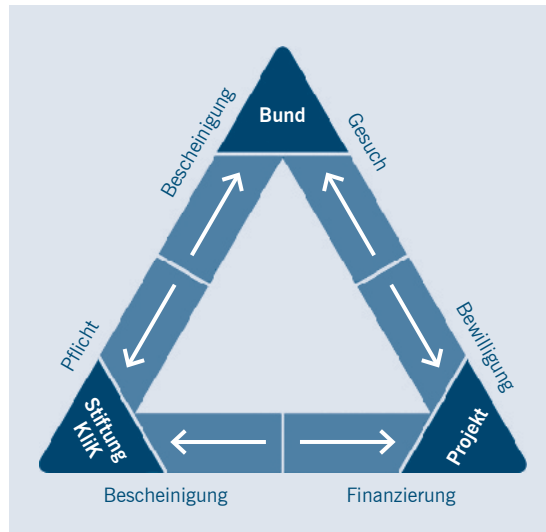 Bund
Bescheinigung
Gesuch
Pflicht
Bewilligung
Stiftung
KliK
Projekt
Bescheinigung
Finanzierung